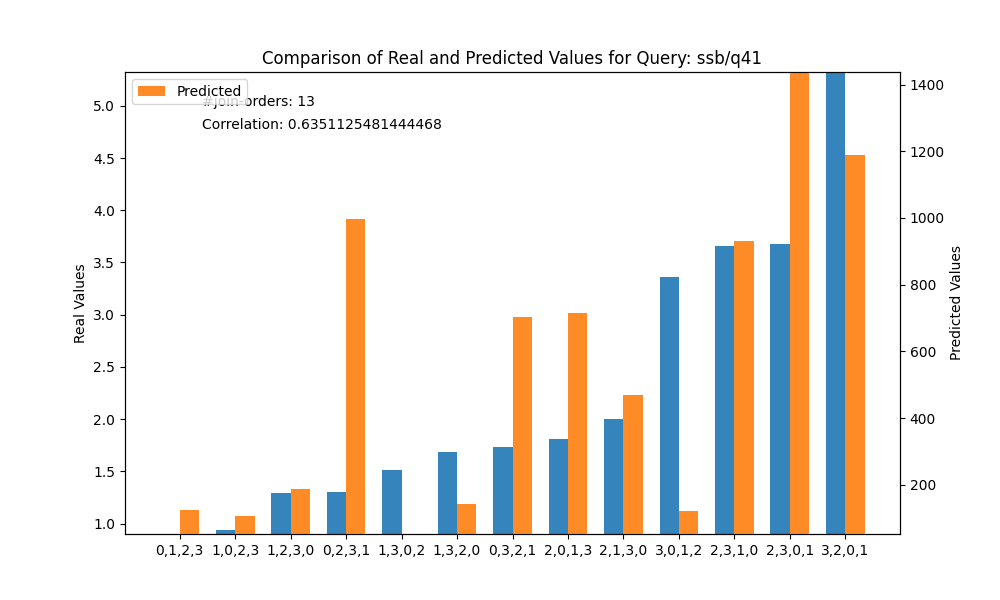 Comparison of Real and Predicted Values for Query: ssb/q41
Predicted
#join-orders: 13
Correlation: 0.6351125481444468
Real Values
5.0
4.5
4.0
3.5
3.0
2.5
2.0
1.5
1.0
1400
1200
1000
800
600
400
200
Predicted Values
0,1,2,3 1,0,2,3 1,2,3,0 0,2,3,1 1,3,0,2 1,3,2,0 0,3,2,1 2,0,1,3 2,1,3,0 3,0,1,2 2,3,1,0 2,3,0,1 3,2,0,1